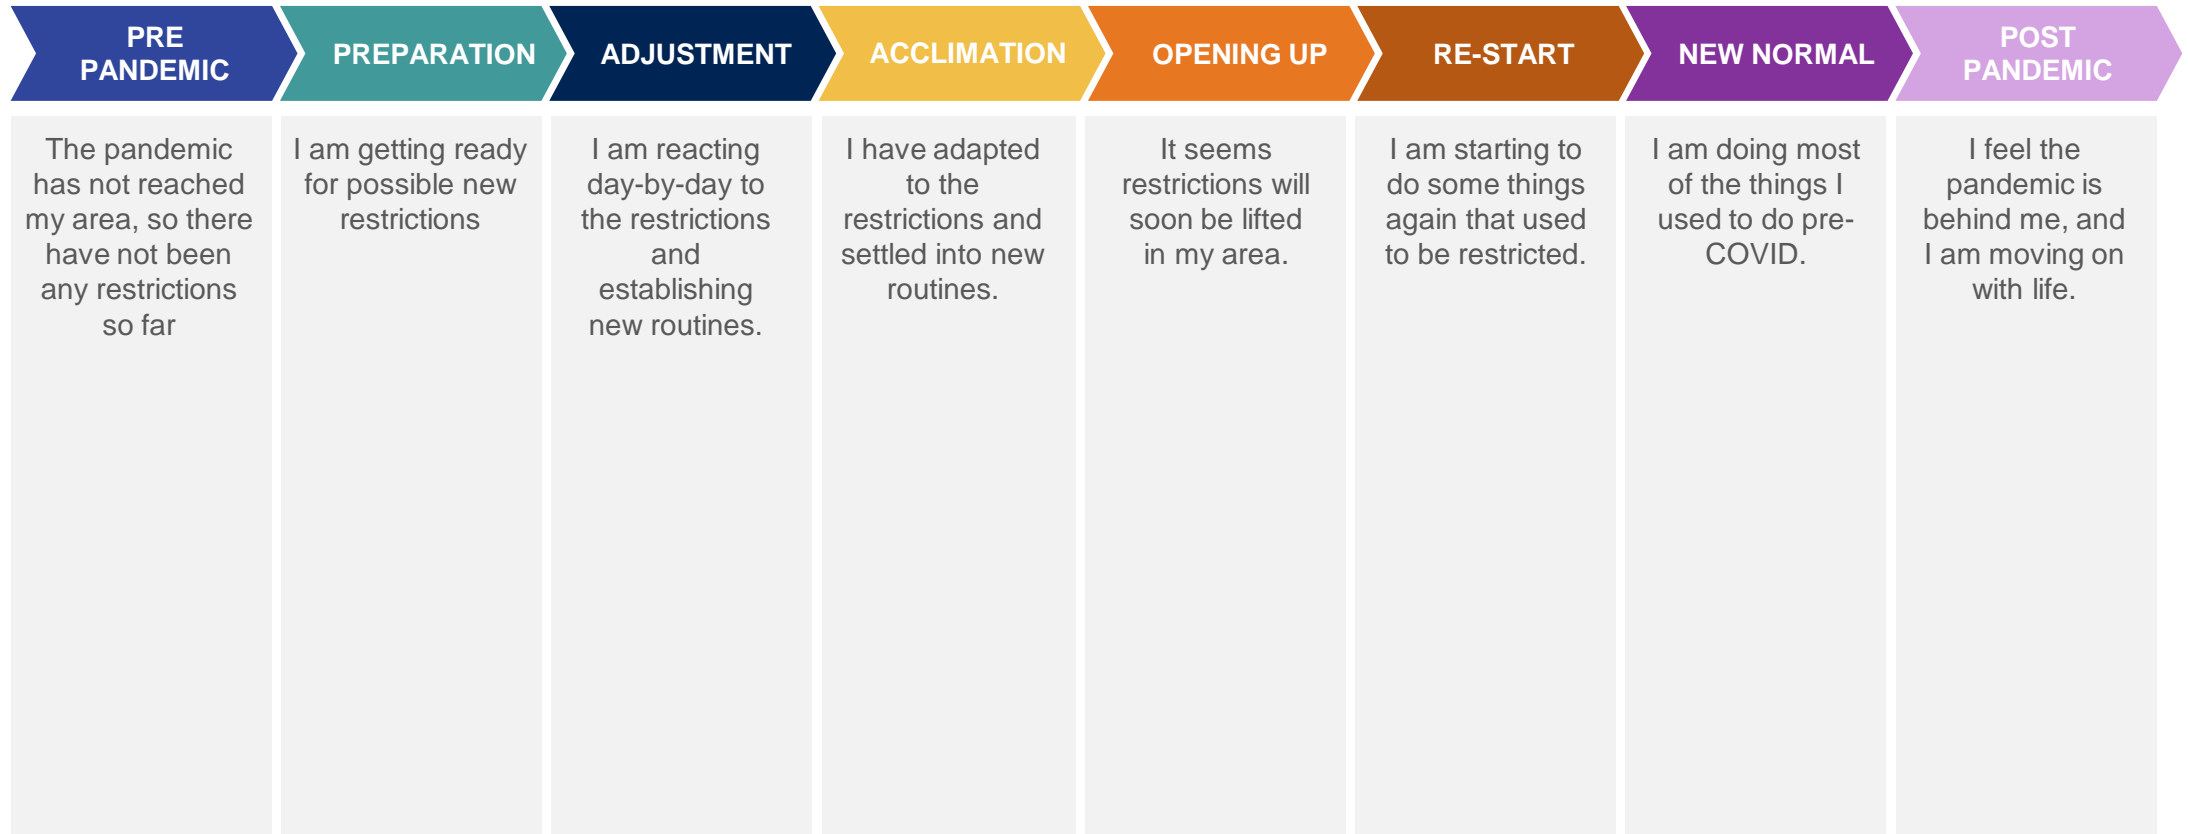 PRE
PANDEMIC
PREPARATION
ADJUSTMENT
ACCLIMATION
OPENING UP
RE-START
NEW NORMAL
POST
PANDEMIC
The pandemic
has not reached
my area, so there
have not been
any restrictions
so far
I am getting ready
for possible new
restrictions
I am reacting
day-by-day to
the restrictions
and
establishing
new routines.
I have adapted
to the
restrictions and
settled into new
routines.
It seems
restrictions will
soon be lifted
in my area.
I am starting to
do some things
again that used
to be restricted.
I am doing most
of the things I
used to do pre-
COVID.
I feel the
pandemic is
behind me, and
I am moving on
with life.